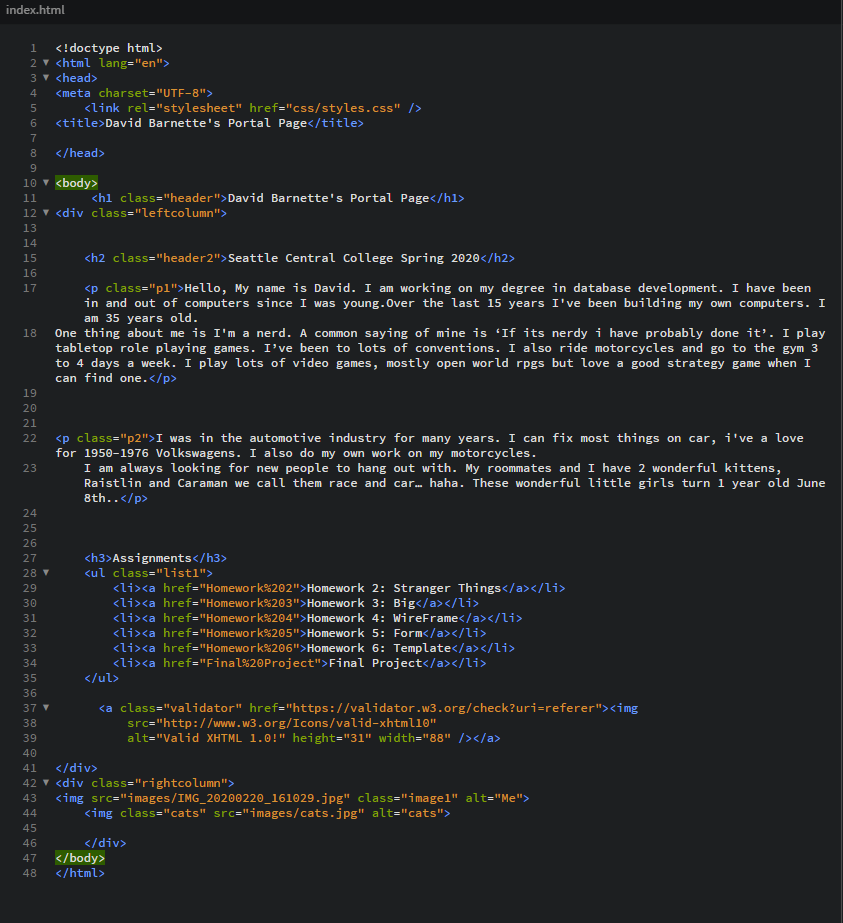 index.html
1 <!doctype html>
2 ▼ <html lang="en">
3 ▼ <head>
4 <meta charset="UTF-8">
5 <link rel="stylesheet" href="css/styles.css" />
6 <title>David Barnette's Portal Page</title>
7
8 </head>
9
10 ▼ <body>
11 <h1 class="header">David Barnette's Portal Page</h1>
12 ▼ <div class="leftcolumn">
13
14
15 <h2 class="header2">Seattle Central College Spring 2020</h2>
16
17 <p class="p1">Hello, My name is David. I am working on my degree in database development. I have been
in and out of computers since I was young.Over the last 15 years I've been building my own computers. I
am 35 years old.
18 One thing about me is I'm a nerd. A common saying of mine is ‘If its nerdy i have probably done it’. I play
tabletop role playing games. I’ve been to lots of conventions. I also ride motorcycles and go to the gym 3
to 4 days a week. I play lots of video games, mostly open world rpgs but love a good strategy game when I
can find one.</p>
19
20
21
22 <p class="p2">I was in the automotive industry for many years. I can fix most things on car, i've a love
for 1950-1976 Volkswagens. I also do my own work on my motorcycles.
23 I am always looking for new people to hang out with. My roommates and I have 2 wonderful kittens,
Raistlin and Caraman we call them race and car… haha. These wonderful little girls turn 1 year old June
8th..</p>
24
25
26
27 <h3>Assignments</h3>
28 ▼ <ul class="list1">
29 <li><a href="Homework%202">Homework 2: Stranger Things</a></li>
30 <li><a href="Homework%203">Homework 3: Big</a></li>
31 <li><a href="Homework%204">Homework 4: WireFrame</a></li>
32 <li><a href="Homework%205">Homework 5: Form</a></li>
33 <li><a href="Homework%206">Homework 6: Template</a></li>
34 <li><a href="Final%20Project">Final Project</a></li>
35 </ul>
36
37 ▼ <a class="validator" href="https://validator.w3.org/check?uri=referer"><img
38 src="http://www.w3.org/Icons/valid-xhtml10"
39 alt="Valid XHTML 1.0!" height="31" width="88" /></a>
40
41 </div>
42 ▼ <div class="rightcolumn">
43 <img src="images/IMG_20200220_161029.jpg" class="image1" alt="Me">
44 <img class="cats" src="images/cats.jpg" alt="cats">
45
46 </div>
47 </body>
48 </html>